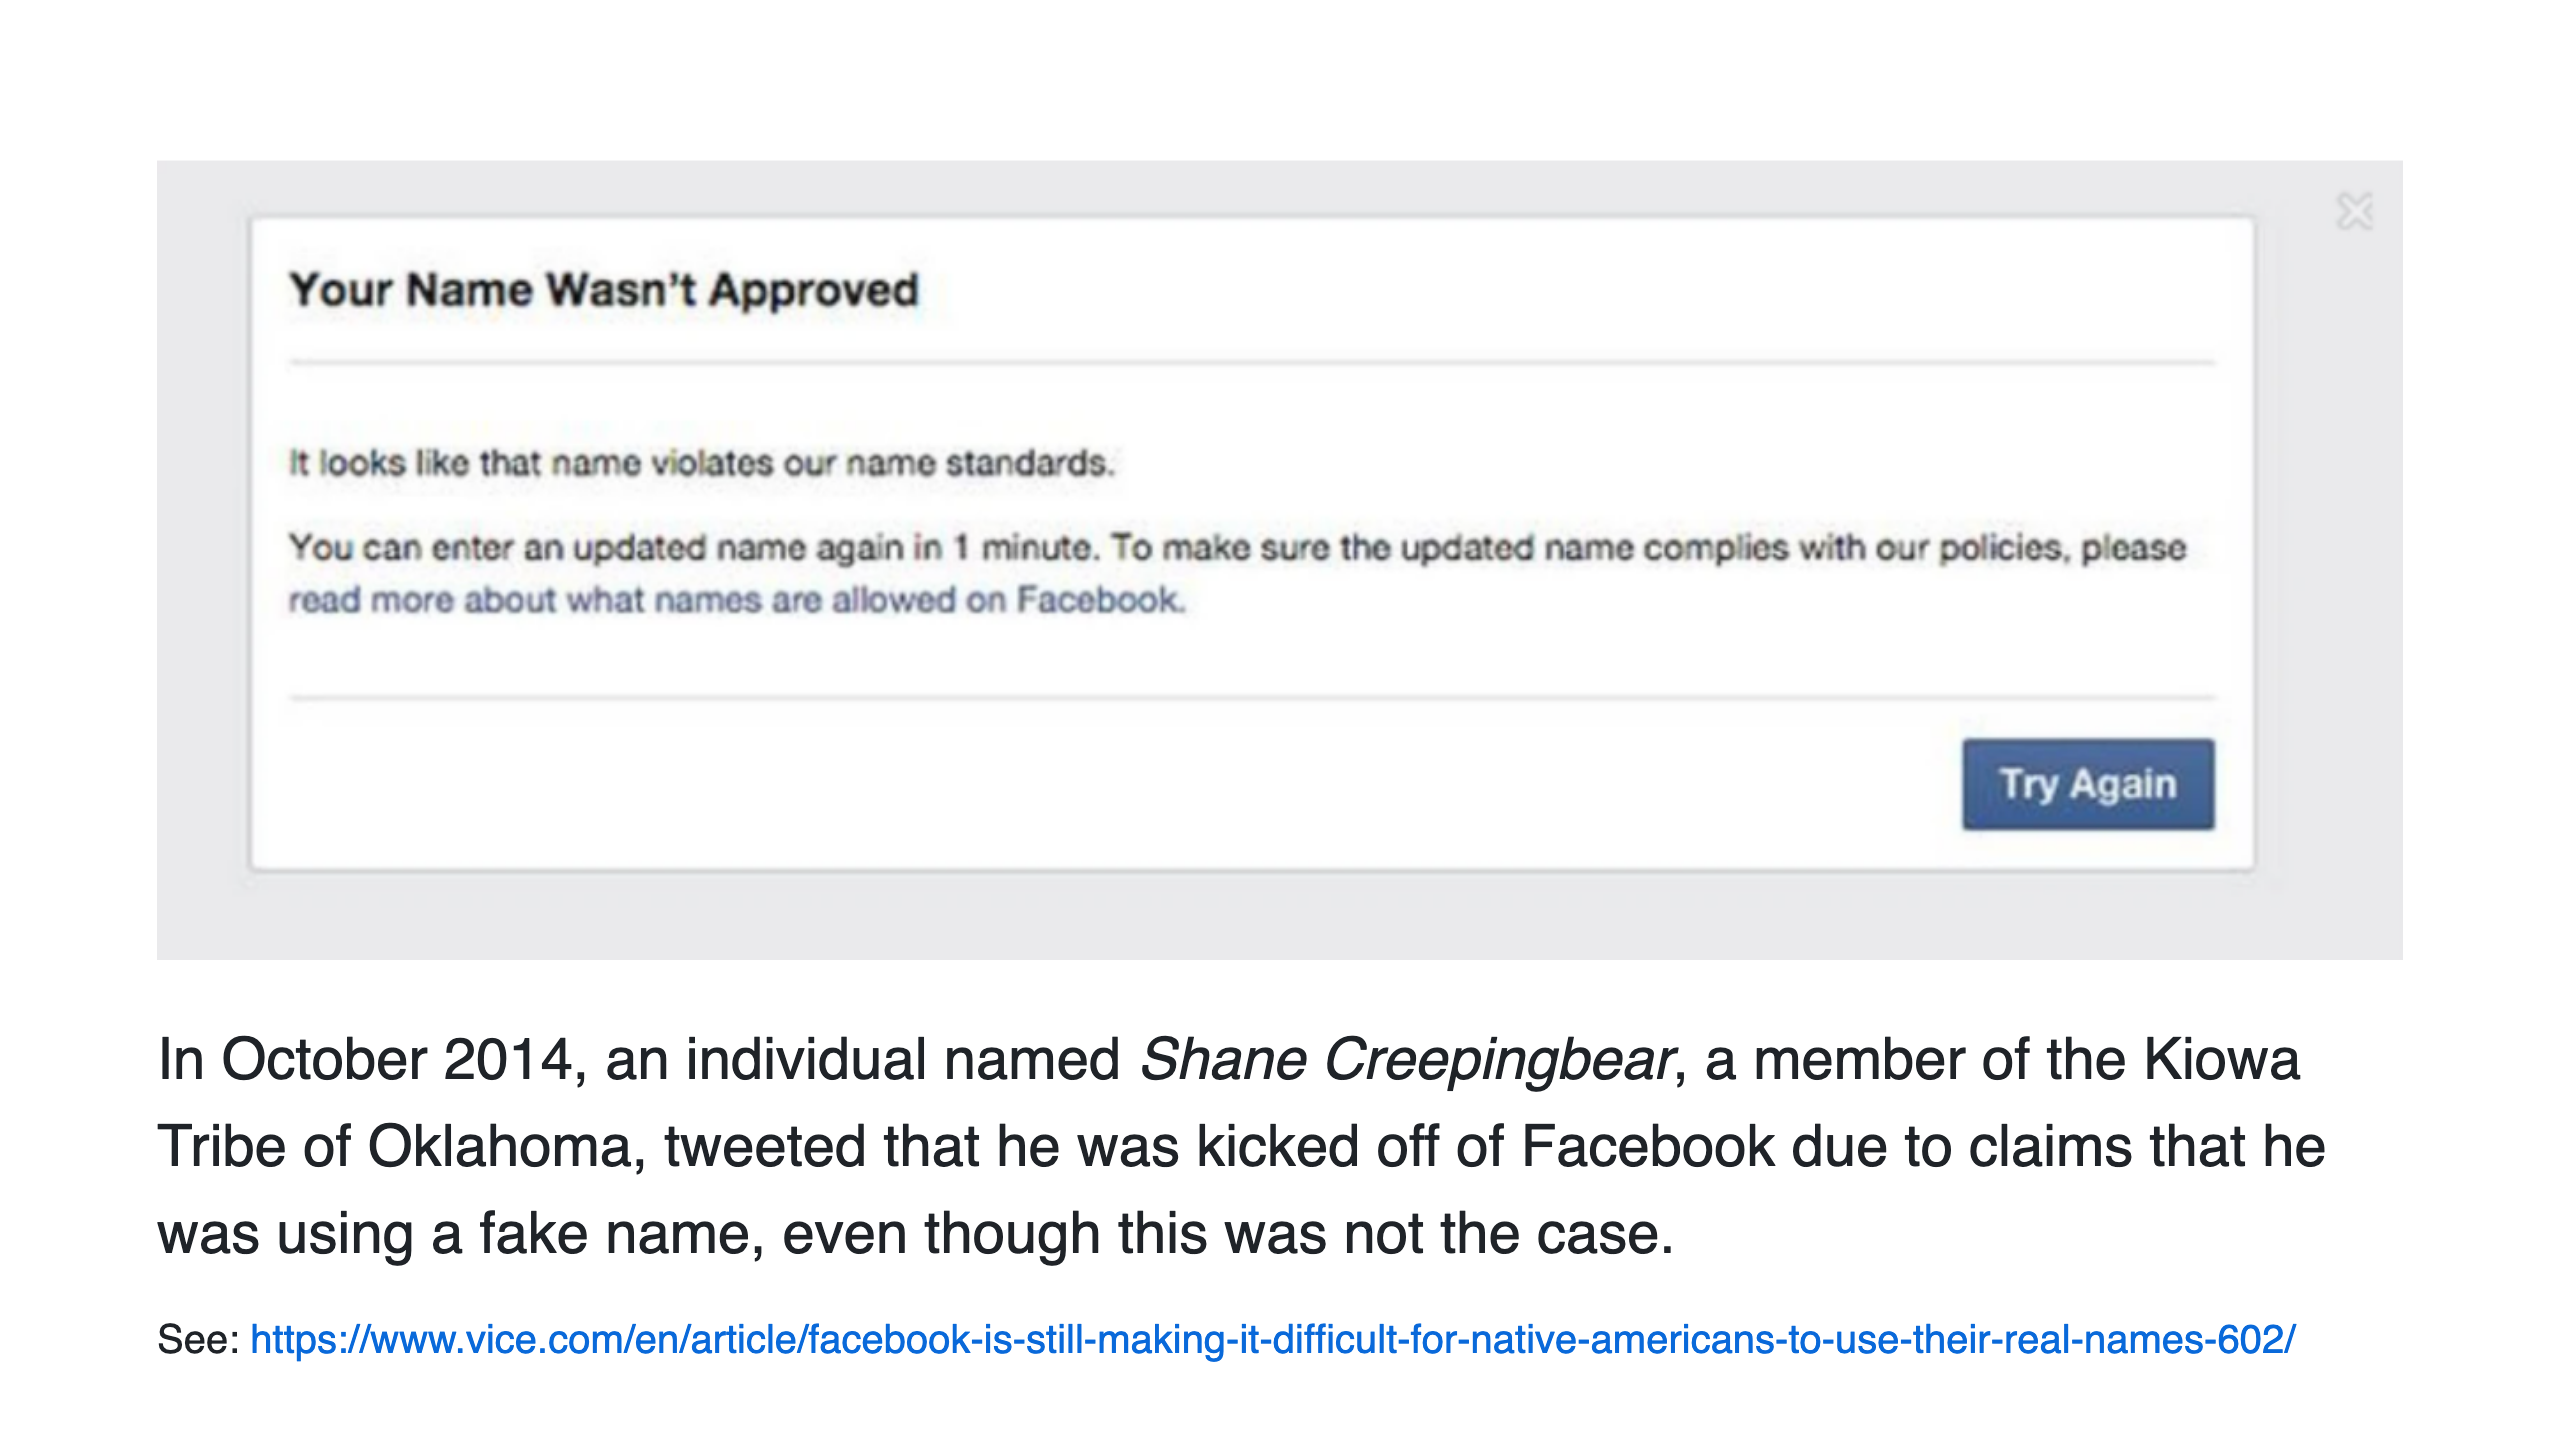 Your Name Wasn't Approved
It looks like that name violates our name standards.
You can enter an updated name again in 1 minute. To make sure the updated name complies with our policies, please
read more about what names are allowed on Facebook.
Try Again
In October 2014, an individual named Shane Creepingbear, a member of the Kiowa
Tribe of Oklahoma, tweeted that he was kicked off of Facebook due to claims that he
was using a fake name, even though this was not the case.
See: https://www.vice.com/en/article/facebook-is-still-making-it-difficult-for-native-americans-to-use-their-real-names-602/